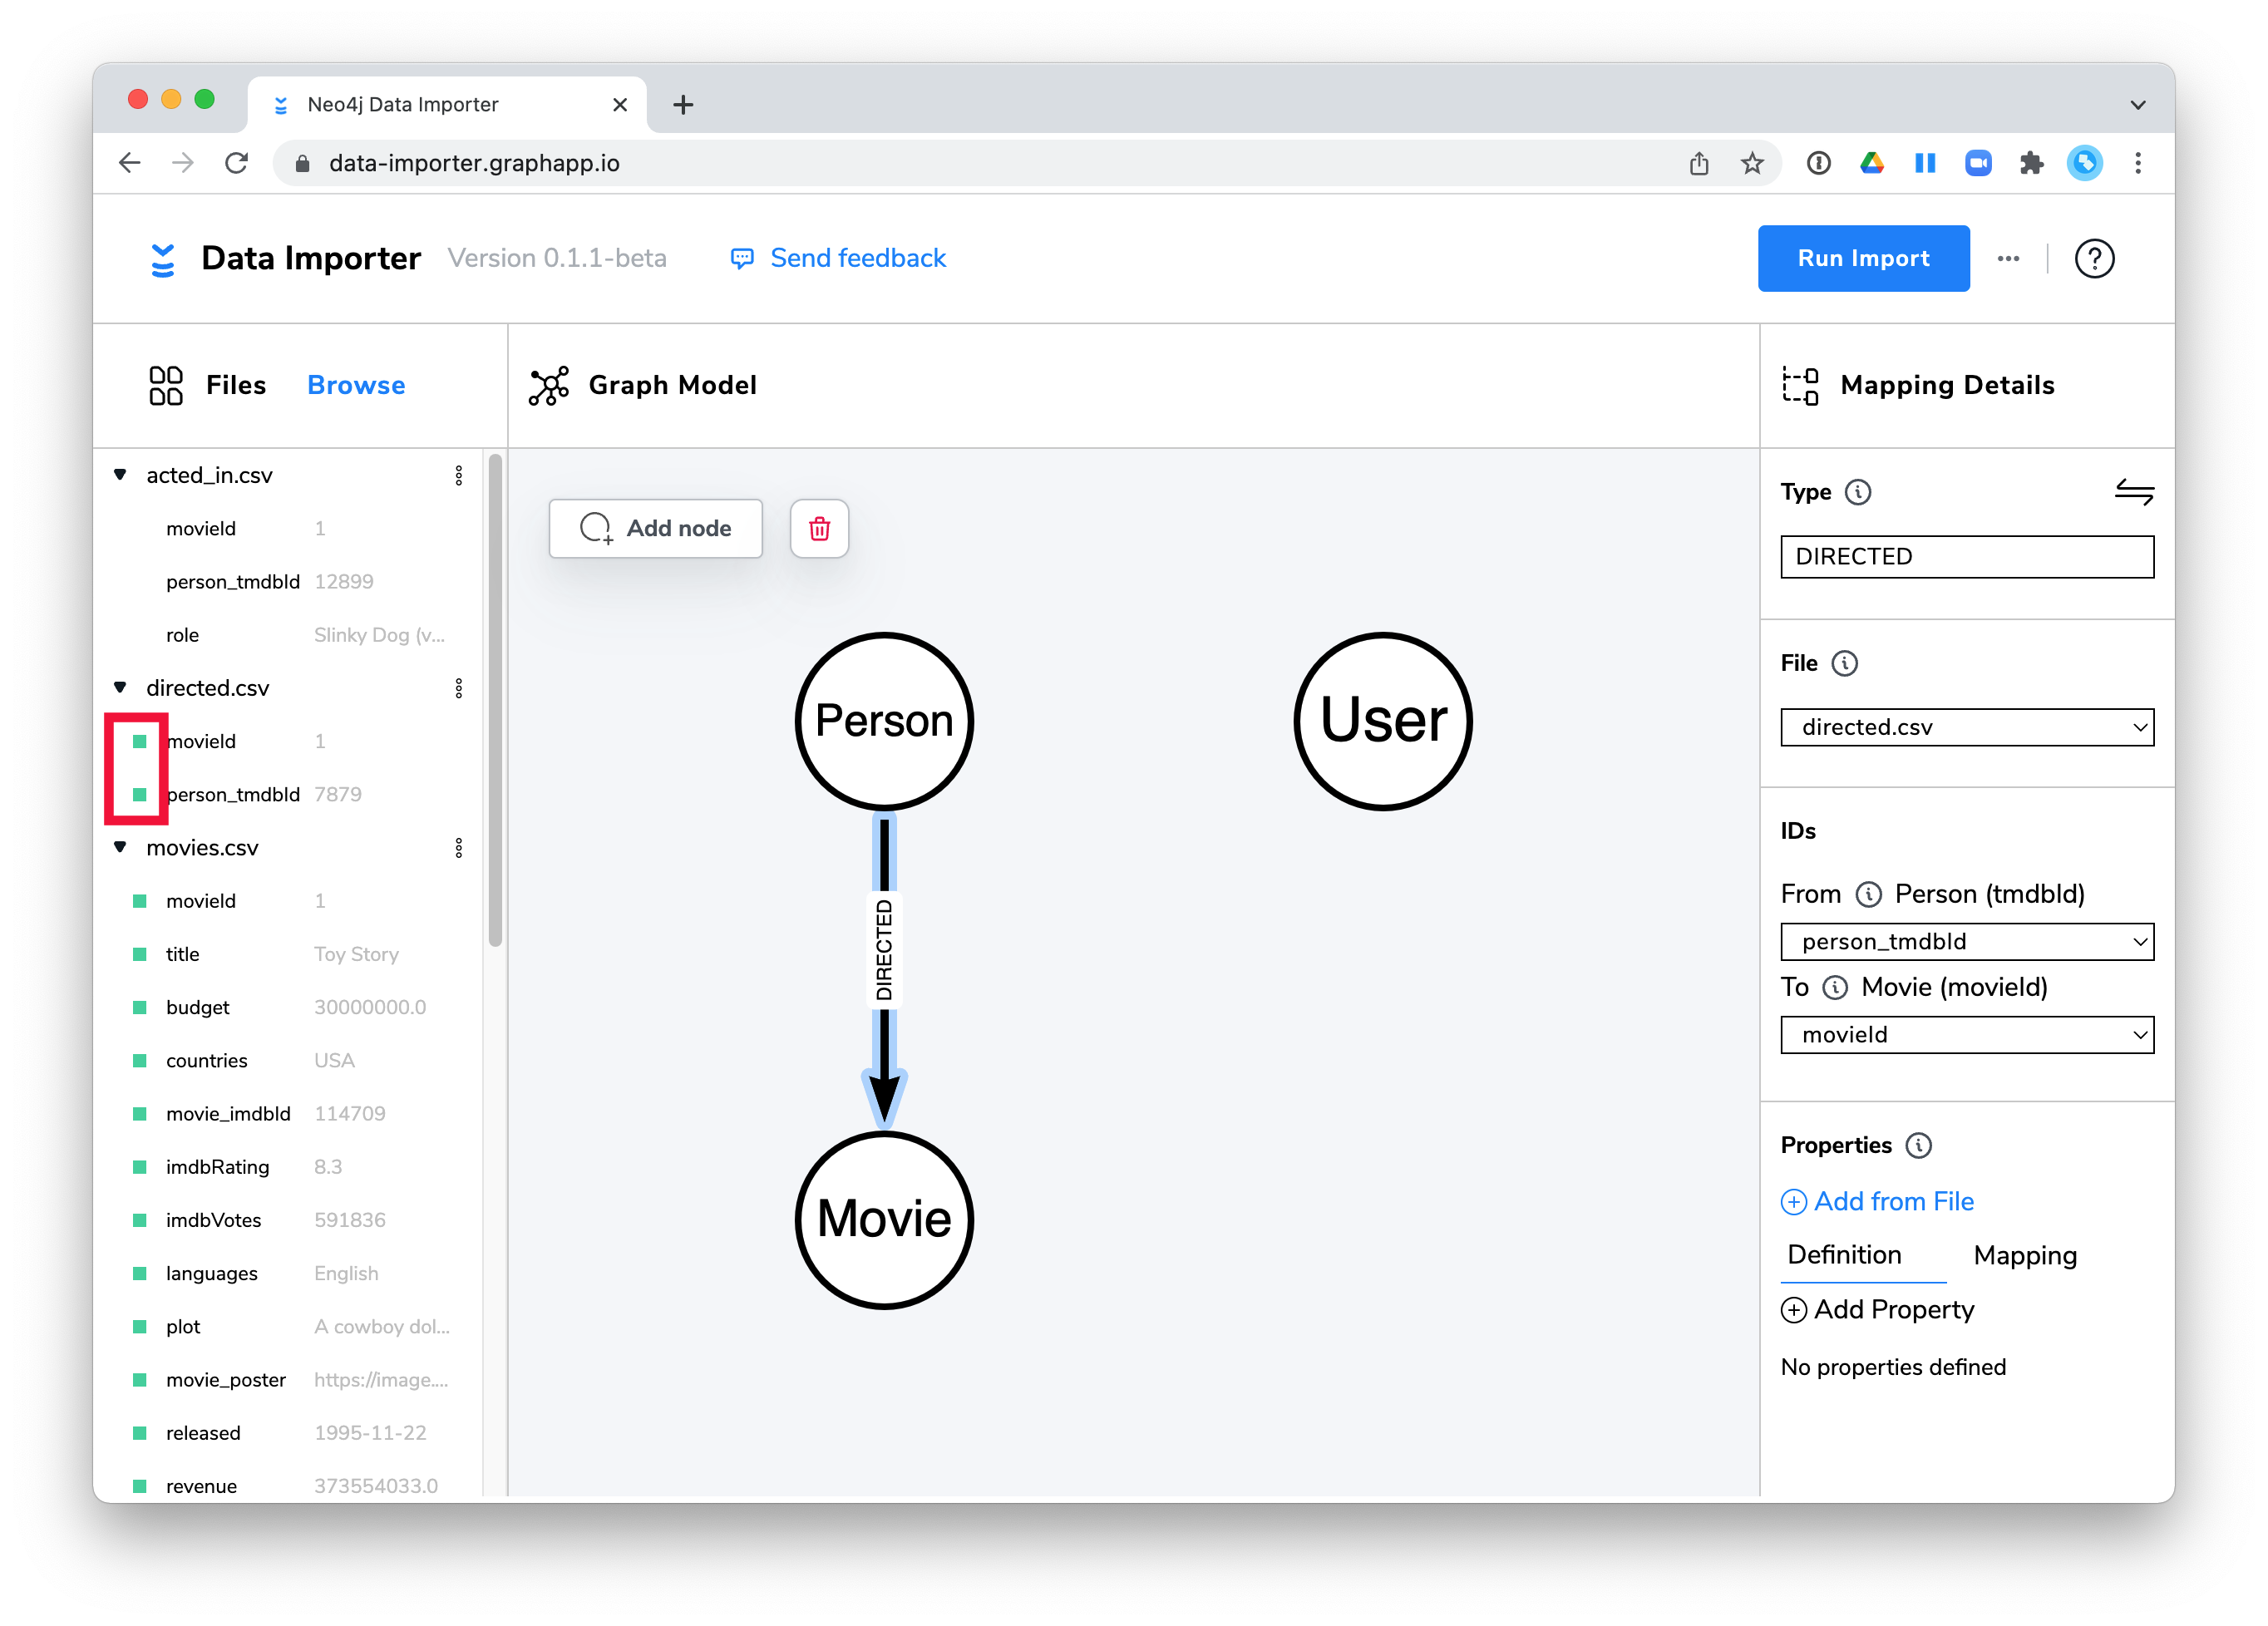 Neo4j Data Importer
data-importer.graphapp.io
Data Importer Version 0.1.1-beta Send feedback Run Import
Files Browse
Graph Model
Mapping Details
acted_in.csv
movieId 1
person_tmdbId 12899
role Slinky Dog (v...
directed.csv
movieId 1
person_tmdbId 7879
movies.csv
movieId 1
title Toy Story
budget 30000000.0
countries USA
movie_imdbId 114709
imdbRating 8.3
imdbVotes 591836
languages English
plot A cowboy dol...
movie_poster https://image....
released 1995-11-22
revenue 373554033.0
Add node
Person
User
DIRECTED
Movie
Type
DIRECTED
File
directed.csv
IDs
From Person (tmdbId)
person_tmdbId
To Movie (movieId)
movieId
Properties
Add from File
Definition Mapping
Add Property
No properties defined